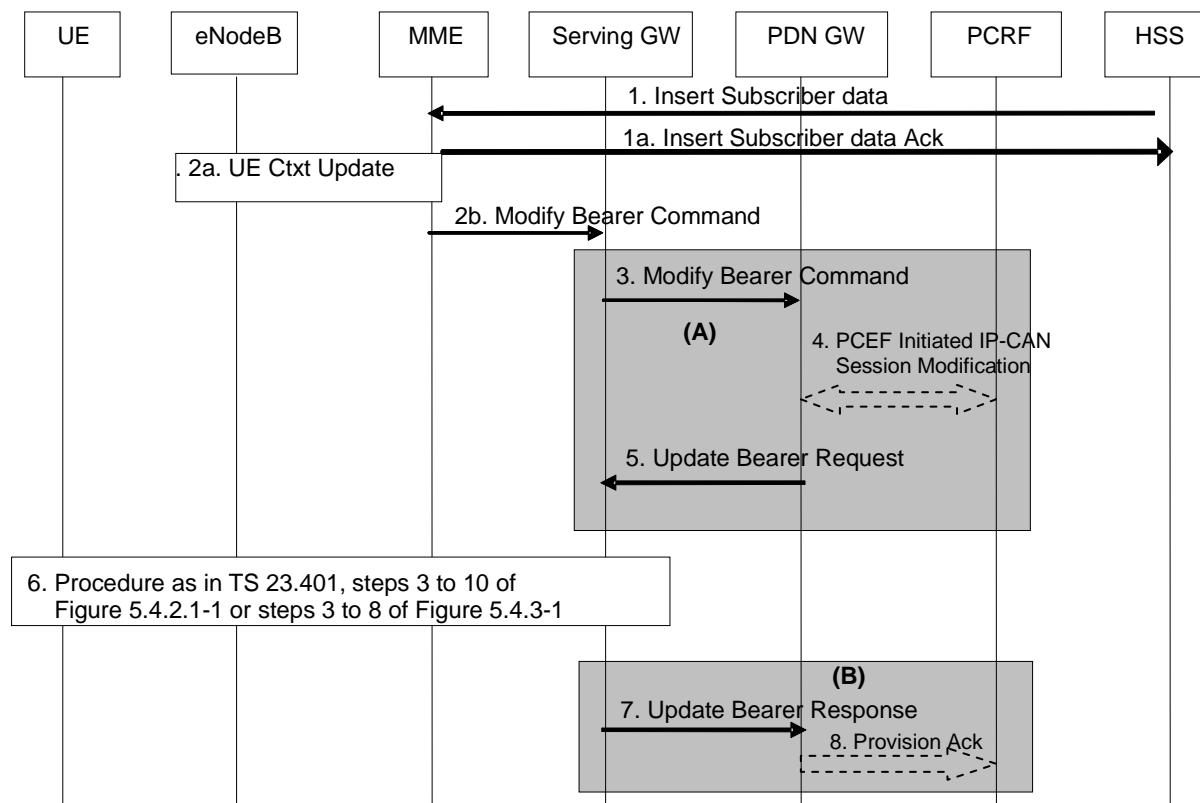 UE
eNodeB
MME
Serving GW
PDN GW
PCRF
HSS
1. Insert Subscriber data
1a. Insert Subscriber data Ack
. 2a. UE Ctxt Update
2b. Modify Bearer Command
3. Modify Bearer Command
(A)
4. PCEF Initiated IP-CAN
Session Modification
5. Update Bearer Request
6. Procedure as in TS 23.401, steps 3 to 10 of
Figure 5.4.2.1-1 or steps 3 to 8 of Figure 5.4.3-1
(B)
7. Update Bearer Response
8. Provision Ack